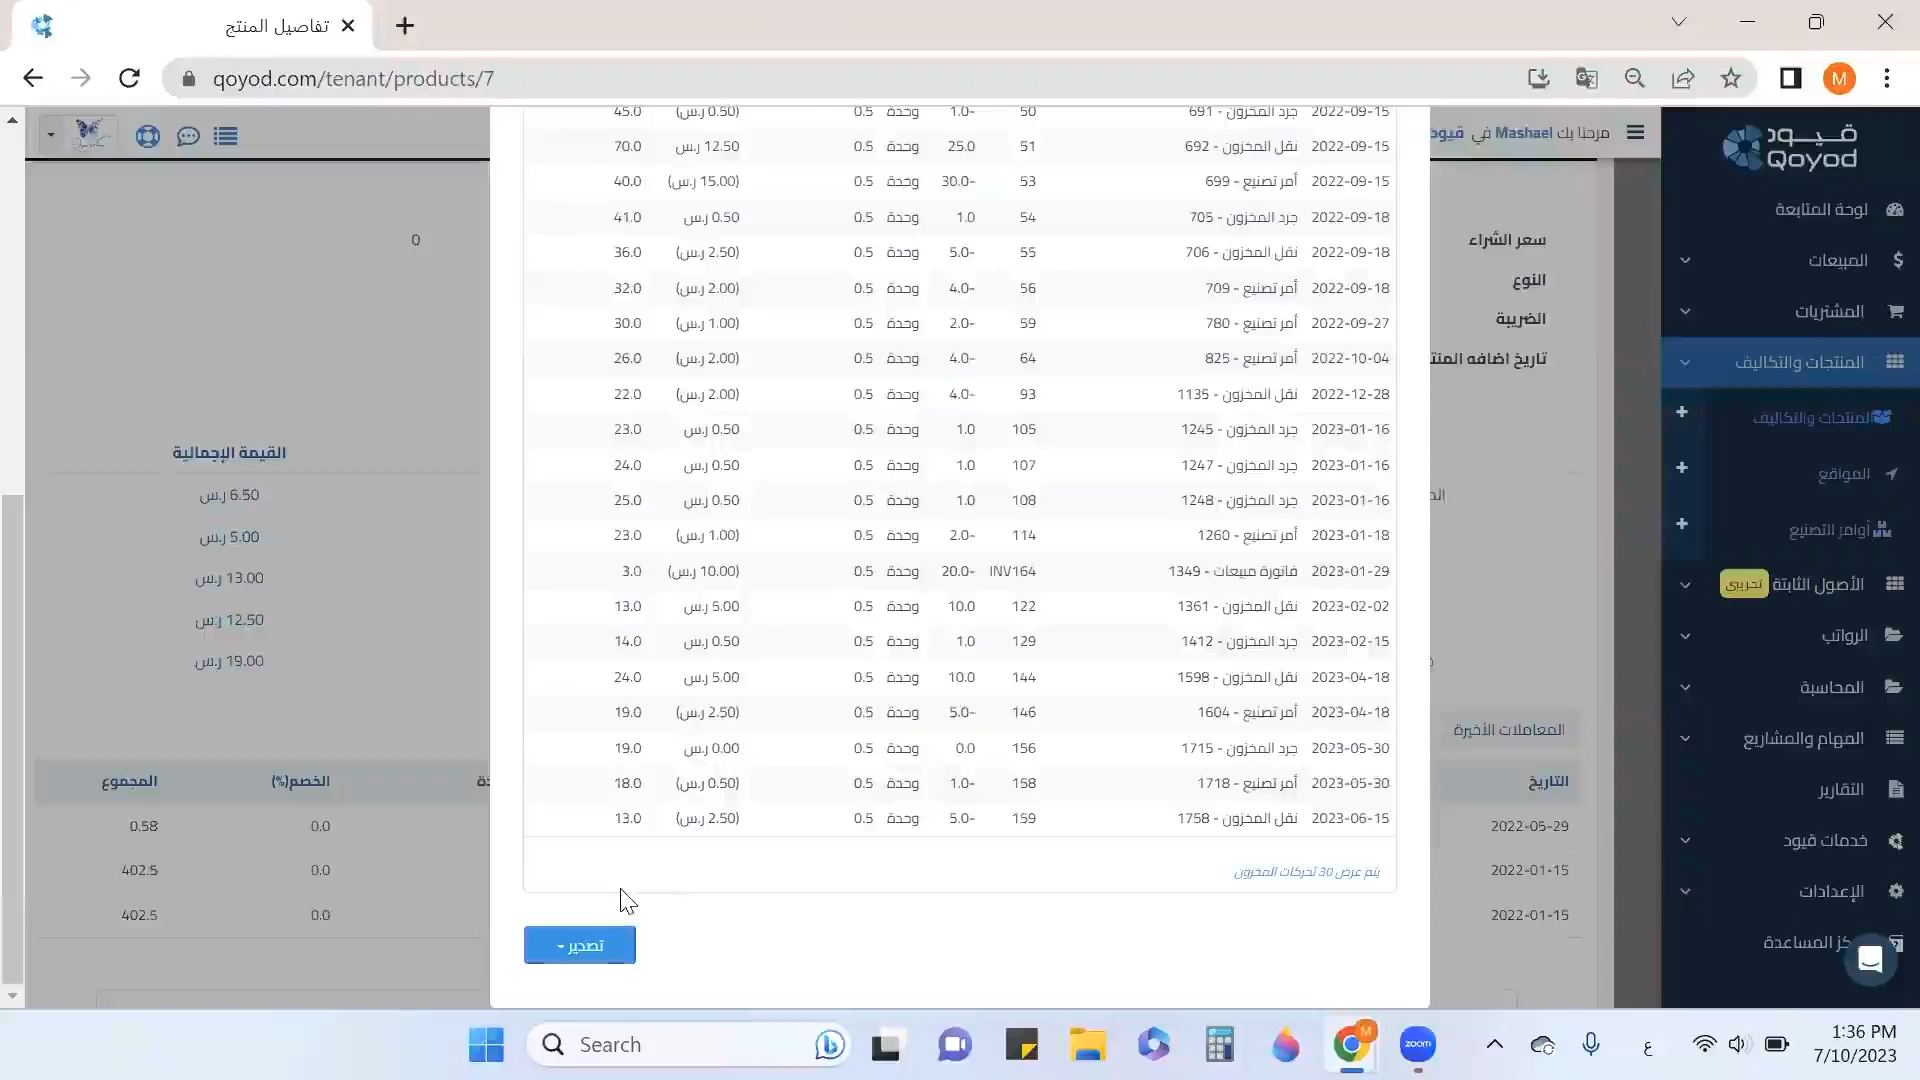 تفاصيل المنتج
qoyod.com/tenant/products/7
M
قيود
Qoyod
مرحبًا بك Mashael في قيود
لوحة المتابعة
المبيعات
المشتريات
المنتجات والتكاليف
المنتجات والتكاليف
المواقع
أوامر التصنيع
الأصول الثابتة تجريبي
الرواتب
المحاسبة
المهام والمشاريع
التقارير
خدمات قيود
الإعدادات
كز المساعدة
سعر الشراء
0
النوع
الضريبة
تاريخ اضافه المنت
القيمة الإجمالية
6.50 ر.س
5.00 ر.س
13.00 ر.س
12.50 ر.س
19.00 ر.س
المعاملات الأخيرة
التاريخ دة الخصم(%) المجموع
2022-05-29 0.0 0.58
2022-01-15 0.0 402.5
2022-01-15 0.0 402.5
2022-09-15 جرد المخزون - 691 50 -1.0 وحدة 0.5 (0.50 ر.س) 45.0
2022-09-15 نقل المخزون - 692 51 25.0 وحدة 0.5 12.50 ر.س 70.0
2022-09-15 أمر تصنيع - 699 53 -30.0 وحدة 0.5 (15.00 ر.س) 40.0
2022-09-18 جرد المخزون - 705 54 1.0 وحدة 0.5 0.50 ر.س 41.0
2022-09-18 نقل المخزون - 706 55 -5.0 وحدة 0.5 (2.50 ر.س) 36.0
2022-09-18 أمر تصنيع - 709 56 -4.0 وحدة 0.5 (2.00 ر.س) 32.0
2022-09-27 أمر تصنيع - 780 59 -2.0 وحدة 0.5 (1.00 ر.س) 30.0
2022-10-04 أمر تصنيع - 825 64 -4.0 وحدة 0.5 (2.00 ر.س) 26.0
2022-12-28 نقل المخزون - 1135 93 -4.0 وحدة 0.5 (2.00 ر.س) 22.0
2023-01-16 جرد المخزون - 1245 105 1.0 وحدة 0.5 0.50 ر.س 23.0
2023-01-16 جرد المخزون - 1247 107 1.0 وحدة 0.5 0.50 ر.س 24.0
2023-01-16 جرد المخزون - 1248 108 1.0 وحدة 0.5 0.50 ر.س 25.0
2023-01-18 أمر تصنيع - 1260 114 -2.0 وحدة 0.5 (1.00 ر.س) 23.0
2023-01-29 فاتورة مبيعات - 1349 INV164 -20.0 وحدة 0.5 (10.00 ر.س) 3.0
2023-02-02 نقل المخزون - 1361 122 10.0 وحدة 0.5 5.00 ر.س 13.0
2023-02-15 جرد المخزون - 1412 129 1.0 وحدة 0.5 0.50 ر.س 14.0
2023-04-18 نقل المخزون - 1598 144 10.0 وحدة 0.5 5.00 ر.س 24.0
2023-04-18 أمر تصنيع - 1604 146 -5.0 وحدة 0.5 (2.50 ر.س) 19.0
2023-05-30 جرد المخزون - 1715 156 0.0 وحدة 0.5 0.00 ر.س 19.0
2023-05-30 أمر تصنيع - 1718 158 -1.0 وحدة 0.5 (0.50 ر.س) 18.0
2023-06-15 نقل المخزون - 1758 159 -5.0 وحدة 0.5 (2.50 ر.س) 13.0
يتم عرض 30 تحركات المخزون
تصدير
Search
M
zoom
ع
1:36 PM
7/10/2023